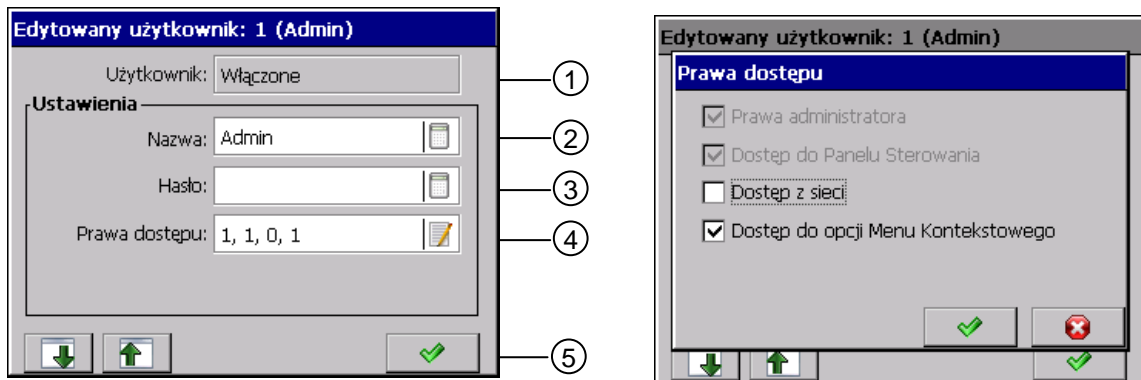 Edytowany użytkownik: 1 (Admin)
Użytkownik: Włączone
1
Ustawienia
Nazwa: Admin
2
Hasło:
3
Prawa dostępu: 1, 1, 0, 1
4
5
Edytowany użytkownik: 1 (Admin)
Prawa dostępu
Prawa administratora
Dostęp do Panelu Sterowania
Dostęp z sieci
Dostęp do opcji Menu Kontekstowego